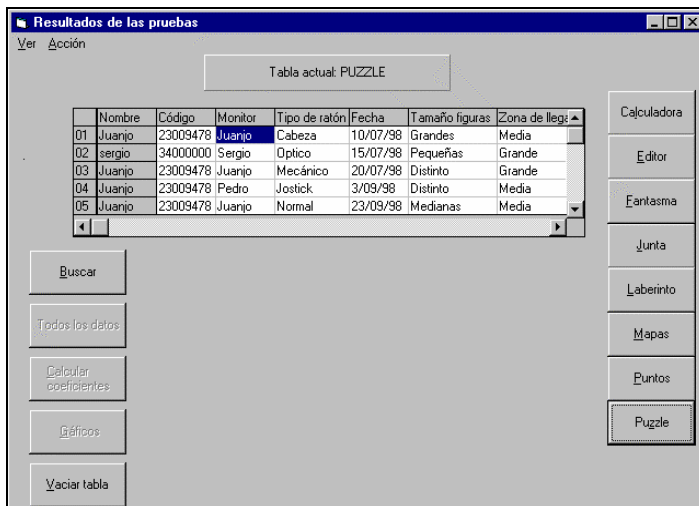 Resultados de las pruebas
Ver Acción
Tabla actual: PUZZLE
Nombre Código Monitor Tipo de ratón Fecha Tamaño figuras Zona de llega
01 Juanjo 23009478 Juanjo Cabeza 10/07/98 Grandes Media
02 sergio 34000000 Sergio Optico 15/07/98 Pequeñas Grande
03 Juanjo 23009478 Juanjo Mecánico 20/07/98 Distinto Grande
04 Juanjo 23009478 Pedro Jostick 3/09/98 Distinto Media
05 Juanjo 23009478 Juanjo Normal 23/09/98 Medianas Media
Buscar
Todos los datos
Calcular
coeficientes
Gáficos
Vaciar tabla
Calculadora
Editor
Fantasma
Junta
Laberinto
Mapas
Puntos
Puzzle